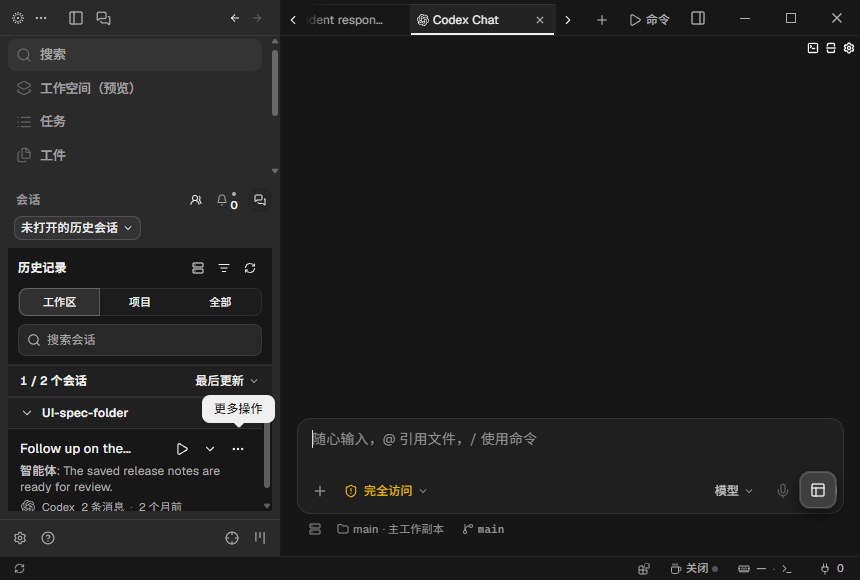 dent respon...
Codex Chat
命令
搜索
工作空间（预览）
任务
工件
会话
0
未打开的历史会话
历史记录
工作区
项目
全部
搜索会话
1 / 2 个会话
最后更新
UI-spec-folder
更多操作
Follow up on the...
智能体: The saved release notes are
ready for review.
Codex 2 条消息 · 2 个月前
随心输入，@ 引用文件，/ 使用命令
完全访问
模型
main · 主工作副本
main
关闭
0